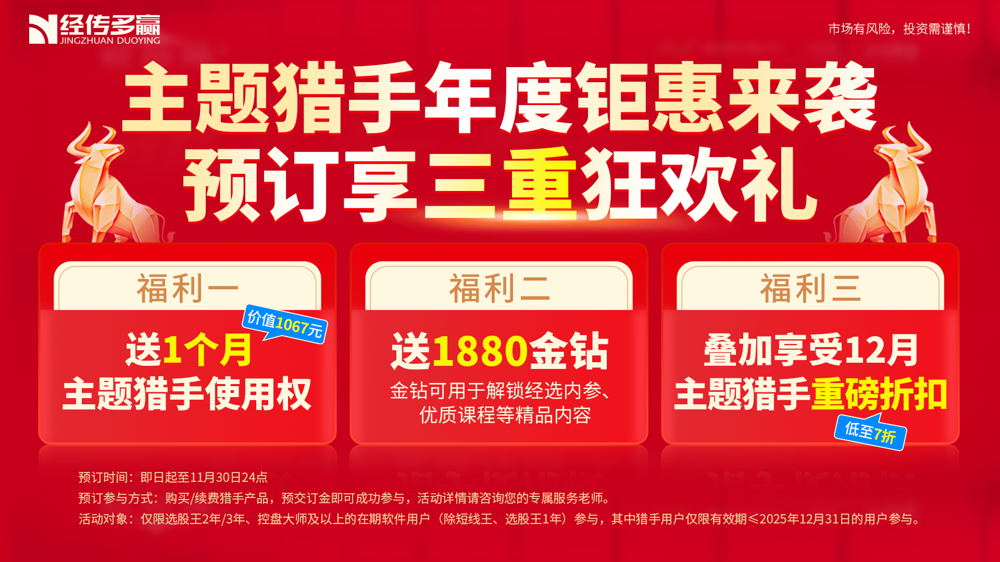 经传多赢
JINGZHUAN DUOYING
市场有风险，投资需谨慎!
主题猎手年度钜惠来袭
预订享三重狂欢礼
福利一
价值1067元
送1个月
主题猎手使用权
福利二
送1880金钻
金钻可用于解锁经选内参、
优质课程等精品内容
福利三
叠加享受12月
主题猎手重磅折扣
低至7折
预订时间：即日起至11月30日24点
预订参与方式：购买/续费猎手产品，预交订金即可成功参与，活动详情请咨询您的专属服务老师。
活动对象：仅限选股王2年/3年、控盘大师及以上的在期软件用户（除短线王、选股王1年）参与，其中猎手用户仅限有效期≤2025年12月31日的用户参与。